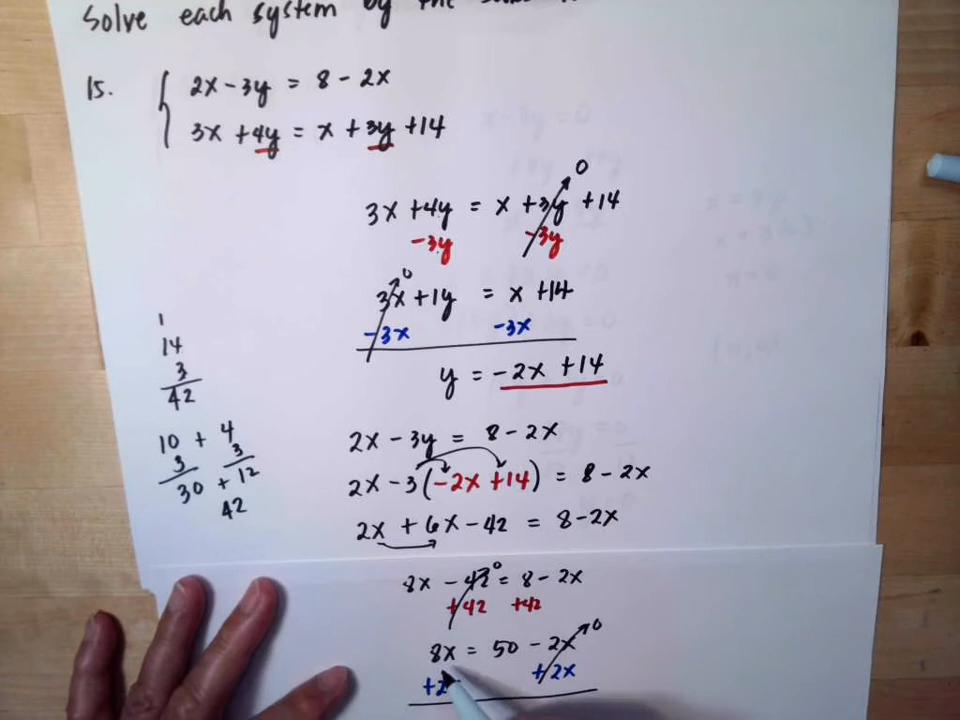 Solve each system by the
15.
2x - 3y = 8 - 2x
3x + 4y = x + 3y + 14
0
3x + 4y = x + 3y + 14
-3y -3y
0
3x + 1y = x + 14
-3x -3x
y = -2x + 14
1
14
3
42
10 + 4
3 3
30 + 12
42
2x - 3y = 8 - 2x
2x - 3(-2x + 14) = 8 - 2x
2x + 6x - 42 = 8 - 2x
0
8x - 42 = 8 - 2x
+42 +42
0
8x = 50 - 2x
+2 +2x